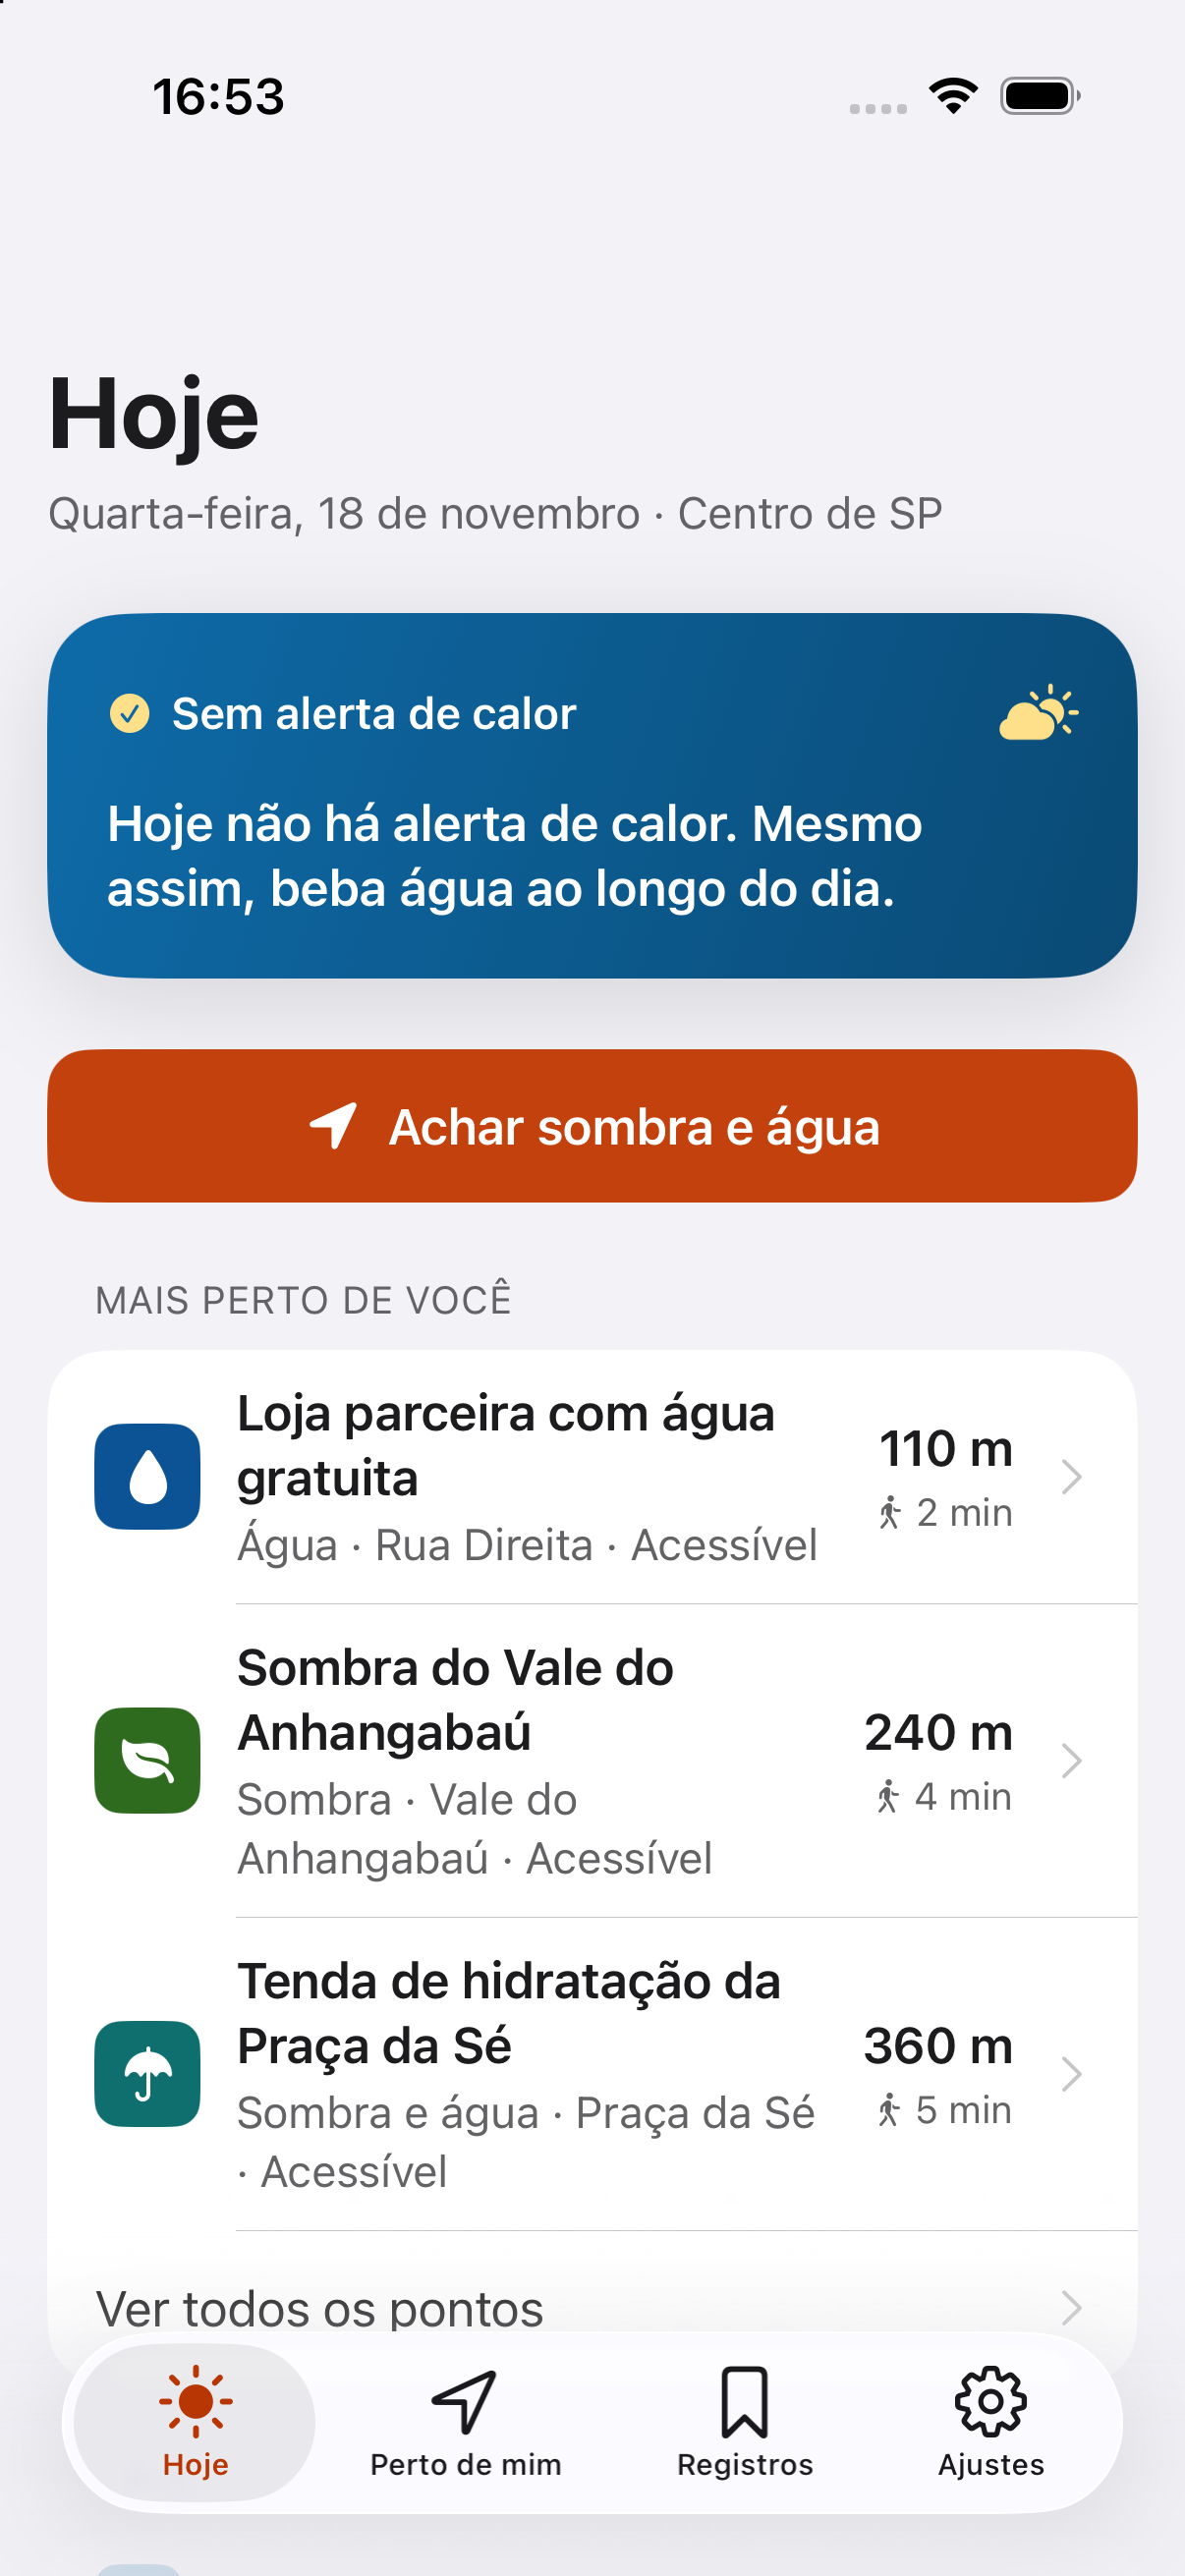 16:53
Hoje
Quarta-feira, 18 de novembro · Centro de SP
Sem alerta de calor
Hoje não há alerta de calor. Mesmo
assim, beba água ao longo do dia.
Achar sombra e água
MAIS PERTO DE VOCÊ
Loja parceira com água
gratuita
Água · Rua Direita · Acessível
110 m
2 min
Sombra do Vale do
Anhangabaú
Sombra · Vale do
Anhangabaú · Acessível
240 m
4 min
Tenda de hidratação da
Praça da Sé
Sombra e água · Praça da Sé
· Acessível
360 m
5 min
Ver todos os pontos
Hoje
Perto de mim
Registros
Ajustes